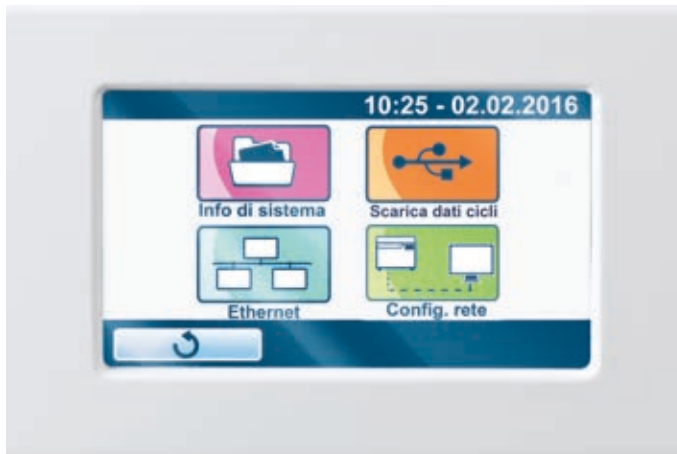 10:25 - 02.02.2016
Info di sistema
Scarica dati cicli
Ethernet
Config. rete